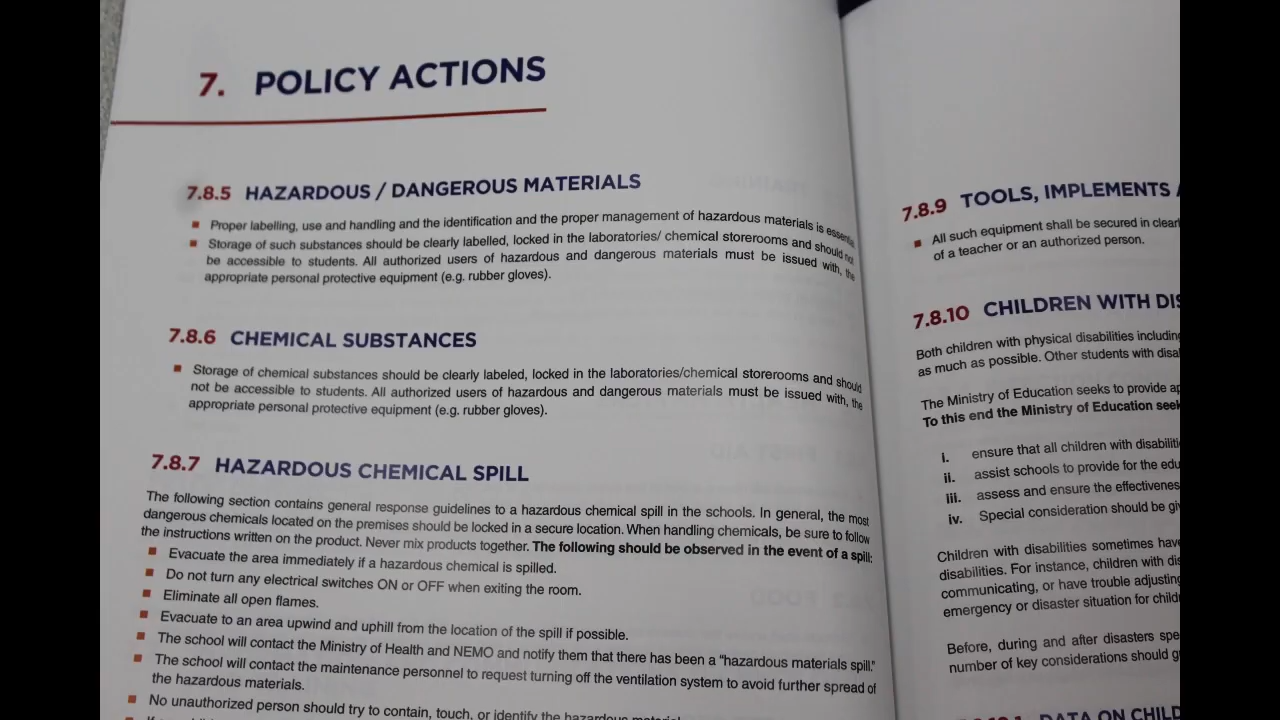 7. POLICY ACTIONS
7.8.5 HAZARDOUS / DANGEROUS MATERIALS
Proper labelling, use and handling and the identification and the proper management of hazardous materials is essential
Storage of such substances should be clearly labelled, locked in the laboratories/ chemical storerooms and should not
be accessible to students. All authorized users of hazardous and dangerous materials must be issued with, the
appropriate personal protective equipment (e.g. rubber gloves).
7.8.6 CHEMICAL SUBSTANCES
Storage of chemical substances should be clearly labeled, locked in the laboratories/chemical storerooms and should
not be accessible to students. All authorized users of hazardous and dangerous materials must be issued with, the
appropriate personal protective equipment (e.g. rubber gloves).
7.8.7 HAZARDOUS CHEMICAL SPILL
The following section contains general response guidelines to a hazardous chemical spill in the schools. In general, the most
dangerous chemicals located on the premises should be locked in a secure location. When handling chemicals, be sure to follow
the instructions written on the product. Never mix products together. The following should be observed in the event of a spill:
Evacuate the area immediately if a hazardous chemical is spilled.
Do not turn any electrical switches ON or OFF when exiting the room.
Eliminate all open flames.
Evacuate to an area upwind and uphill from the location of the spill if possible.
The school will contact the Ministry of Health and NEMO and notify them that there has been a "hazardous materials spill."
The school will contact the maintenance personnel to request turning off the ventilation system to avoid further spread of
the hazardous materials.
No unauthorized person should try to contain, touch, or identify the hazardous
7.8.9 TOOLS, IMPLEMENTS
All such equipment shall be secured in
of a teacher or an authorized person.
7.8.10 CHILDREN WITH
Both children with physical disabilities
as much as possible. Other students with
The Ministry of Education seeks to provide
To this end the Ministry of Education
i. ensure that all children with
ii. assist schools to provide for the
iii. assess and ensure the
iv. Special consideration should be
Children with disabilities sometimes
disabilities. For instance, children with
communicating, or have trouble adjusting
emergency or disaster situation for
Before, during and after disasters
number of key considerations should
DATA ON